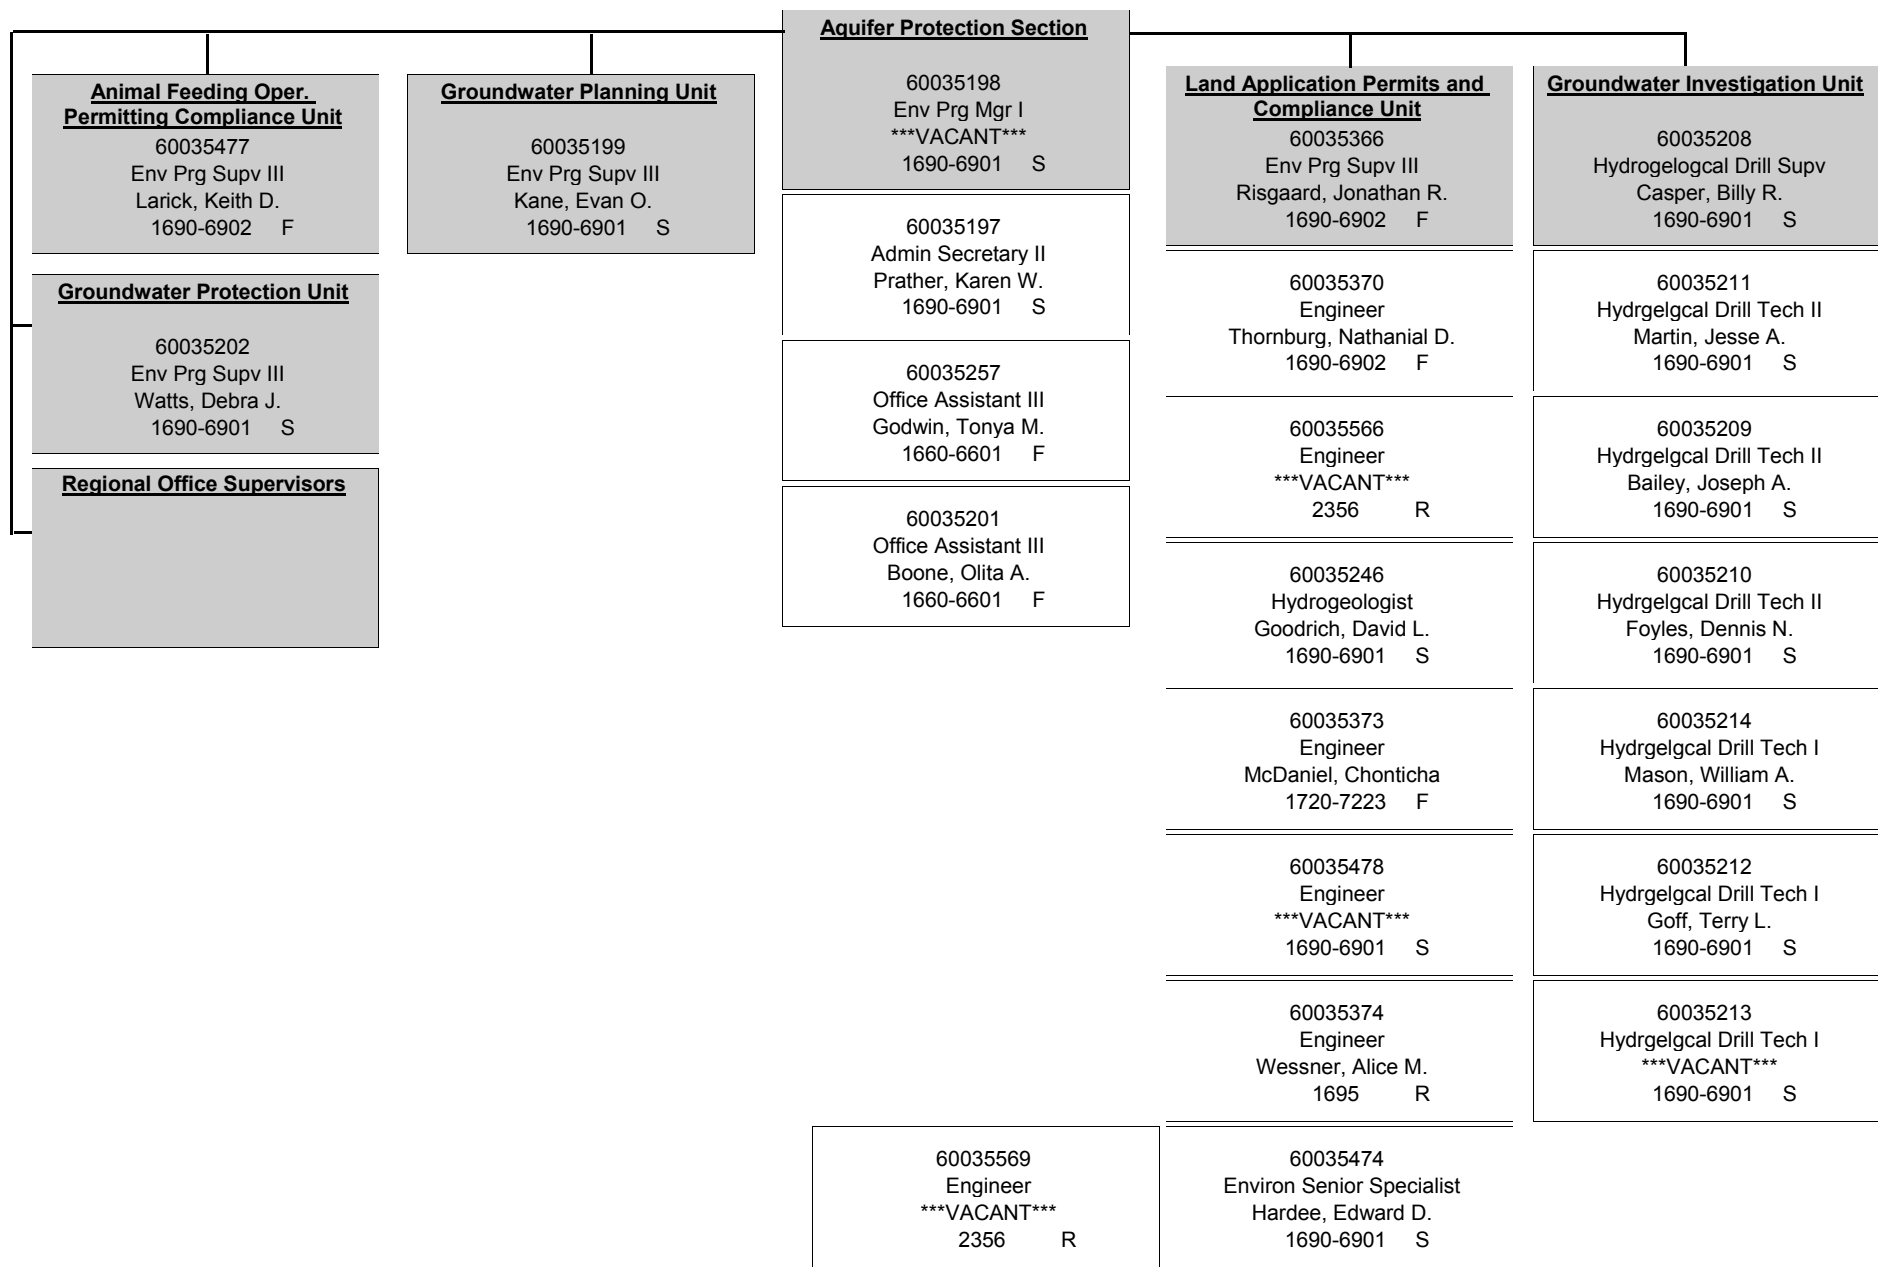 Aquifer Protection Section
60035198
Env Prg Mgr I
***VACANT***
1690-6901 S
Animal Feeding Oper.
Permitting Compliance Unit
60035477
Env Prg Supv III
Larick, Keith D.
1690-6902 F
Groundwater Protection Unit
60035202
Env Prg Supv III
Watts, Debra J.
1690-6901 S
Regional Office Supervisors
Groundwater Planning Unit
60035199
Env Prg Supv III
Kane, Evan O.
1690-6901 S
60035197
Admin Secretary II
Prather, Karen W.
1690-6901 S
60035257
Office Assistant III
Godwin, Tonya M.
1660-6601 F
60035201
Office Assistant III
Boone, Olita A.
1660-6601 F
Land Application Permits and
Compliance Unit
60035366
Env Prg Supv III
Risgaard, Jonathan R.
1690-6902 F
60035370
Engineer
Thornburg, Nathanial D.
1690-6902 F
60035566
Engineer
***VACANT***
2356 R
60035246
Hydrogeologist
Goodrich, David L.
1690-6901 S
60035373
Engineer
McDaniel, Chonticha
1720-7223 F
60035478
Engineer
***VACANT***
1690-6901 S
60035374
Engineer
Wessner, Alice M.
1695 R
60035474
Environ Senior Specialist
Hardee, Edward D.
1690-6901 S
60035569
Engineer
***VACANT***
2356 R
Groundwater Investigation Unit
60035208
Hydrogelogcal Drill Supv
Casper, Billy R.
1690-6901 S
60035211
Hydrgelgcal Drill Tech II
Martin, Jesse A.
1690-6901 S
60035209
Hydrgelgcal Drill Tech II
Bailey, Joseph A.
1690-6901 S
60035210
Hydrgelgcal Drill Tech II
Foyles, Dennis N.
1690-6901 S
60035214
Hydrgelgcal Drill Tech I
Mason, William A.
1690-6901 S
60035212
Hydrgelgcal Drill Tech I
Goff, Terry L.
1690-6901 S
60035213
Hydrgelgcal Drill Tech I
***VACANT***
1690-6901 S